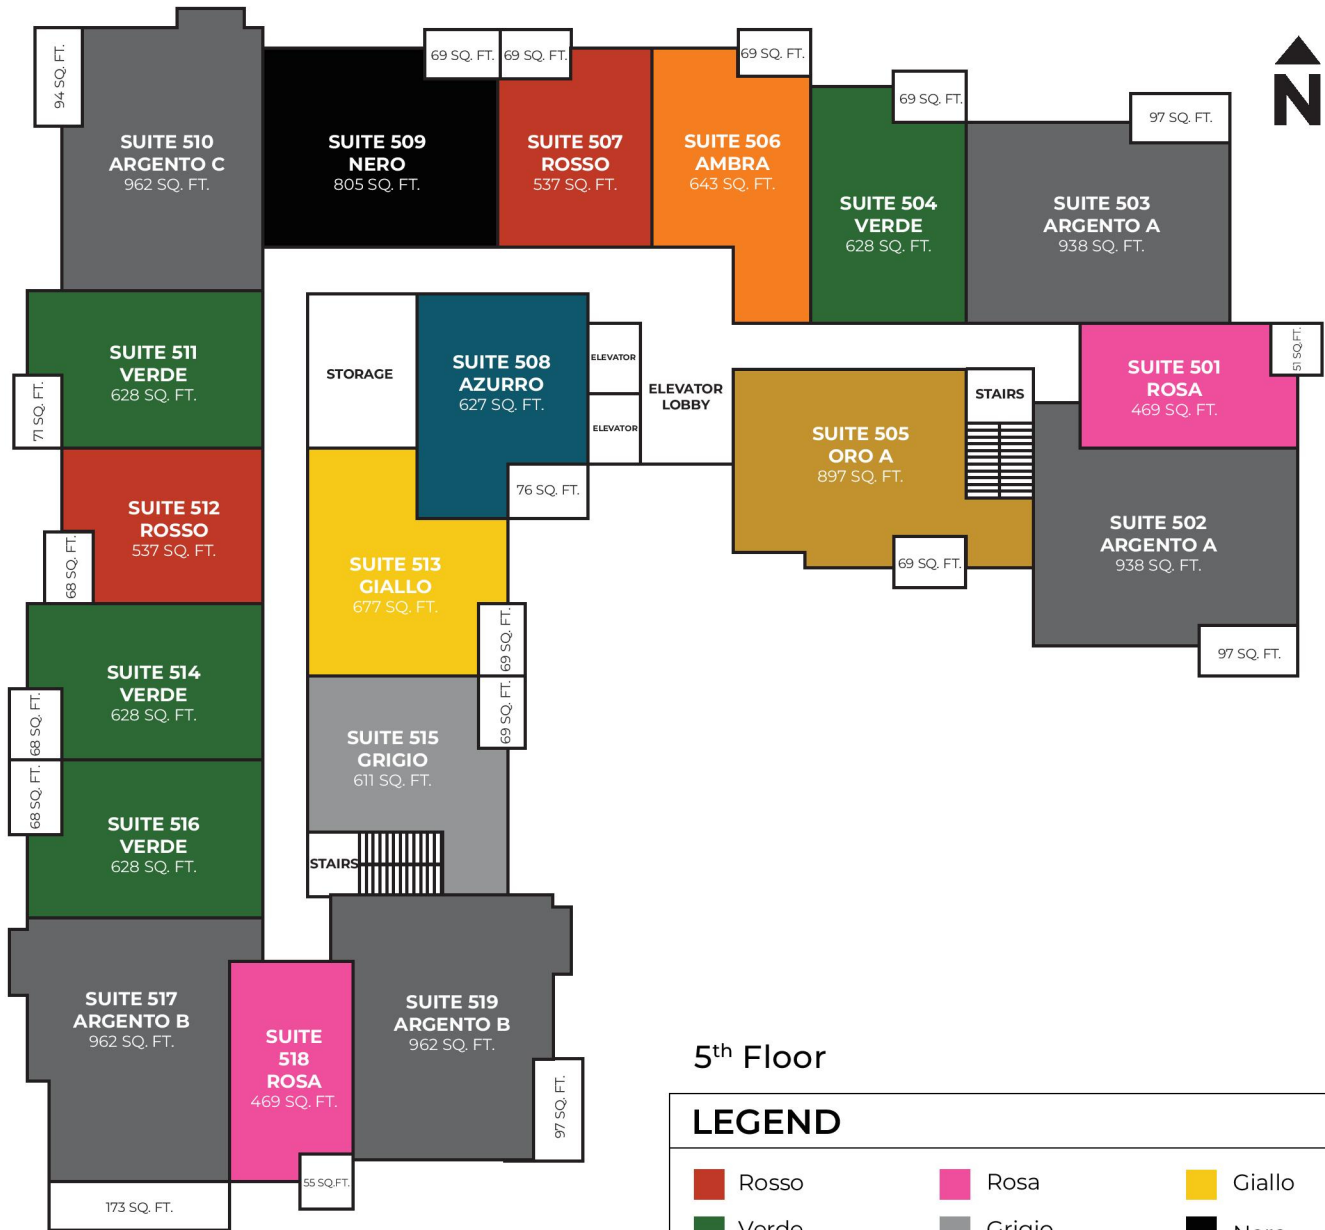 94 SQ. FT.
SUITE 510
ARGENTO C
962 SQ. FT.
69 SQ. FT.
SUITE 509
NERO
805 SQ. FT.
69 SQ. FT.
SUITE 507
ROSSO
537 SQ. FT.
69 SQ. FT.
SUITE 506
AMBRA
643 SQ. FT.
69 SQ. FT.
SUITE 504
VERDE
628 SQ. FT.
97 SQ. FT.
SUITE 503
ARGENTO A
938 SQ. FT.
N
SUITE 511
VERDE
628 SQ. FT.
71 SQ. FT.
STORAGE
SUITE 508
AZURRO
627 SQ. FT.
76 SQ. FT.
ELEVATOR
ELEVATOR
ELEVATOR
LOBBY
SUITE 505
ORO A
897 SQ. FT.
69 SQ. FT.
STAIRS
SUITE 501
ROSA
469 SQ. FT.
51 SQ.FT.
SUITE 502
ARGENTO A
938 SQ. FT.
97 SQ. FT.
SUITE 512
ROSSO
537 SQ. FT.
68 SQ. FT.
SUITE 513
GIALLO
677 SQ. FT.
69 SQ. FT.
SUITE 514
VERDE
628 SQ. FT.
68 SQ. FT.
SUITE 515
GRIGIO
611 SQ. FT.
69 SQ. FT.
SUITE 516
VERDE
628 SQ. FT.
68 SQ. FT.
STAIRS
SUITE 517
ARGENTO B
962 SQ. FT.
173 SQ. FT.
SUITE
518
ROSA
469 SQ. FT.
55 SQ.FT.
SUITE 519
ARGENTO B
962 SQ. FT.
97 SQ. FT.
5th Floor
LEGEND
Rosso
Rosa
Giallo
Verde
Grigio
Nero